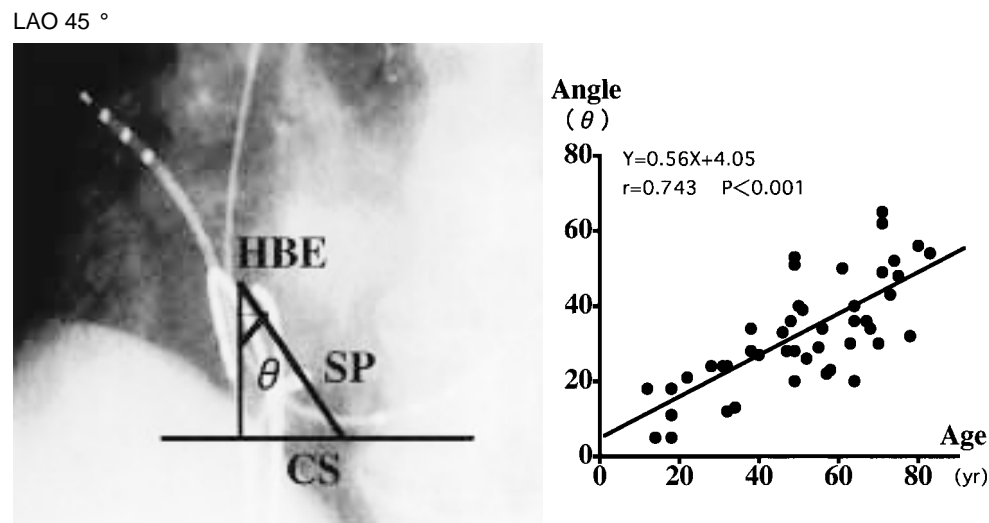 LAO 45 °
HBE
θ
SP
CS
Angle
(θ)
Y=0.56X+4.05
r=0.743 P<0.001
80
60
40
20
0
Age
0 20 40 60 80 (yr)